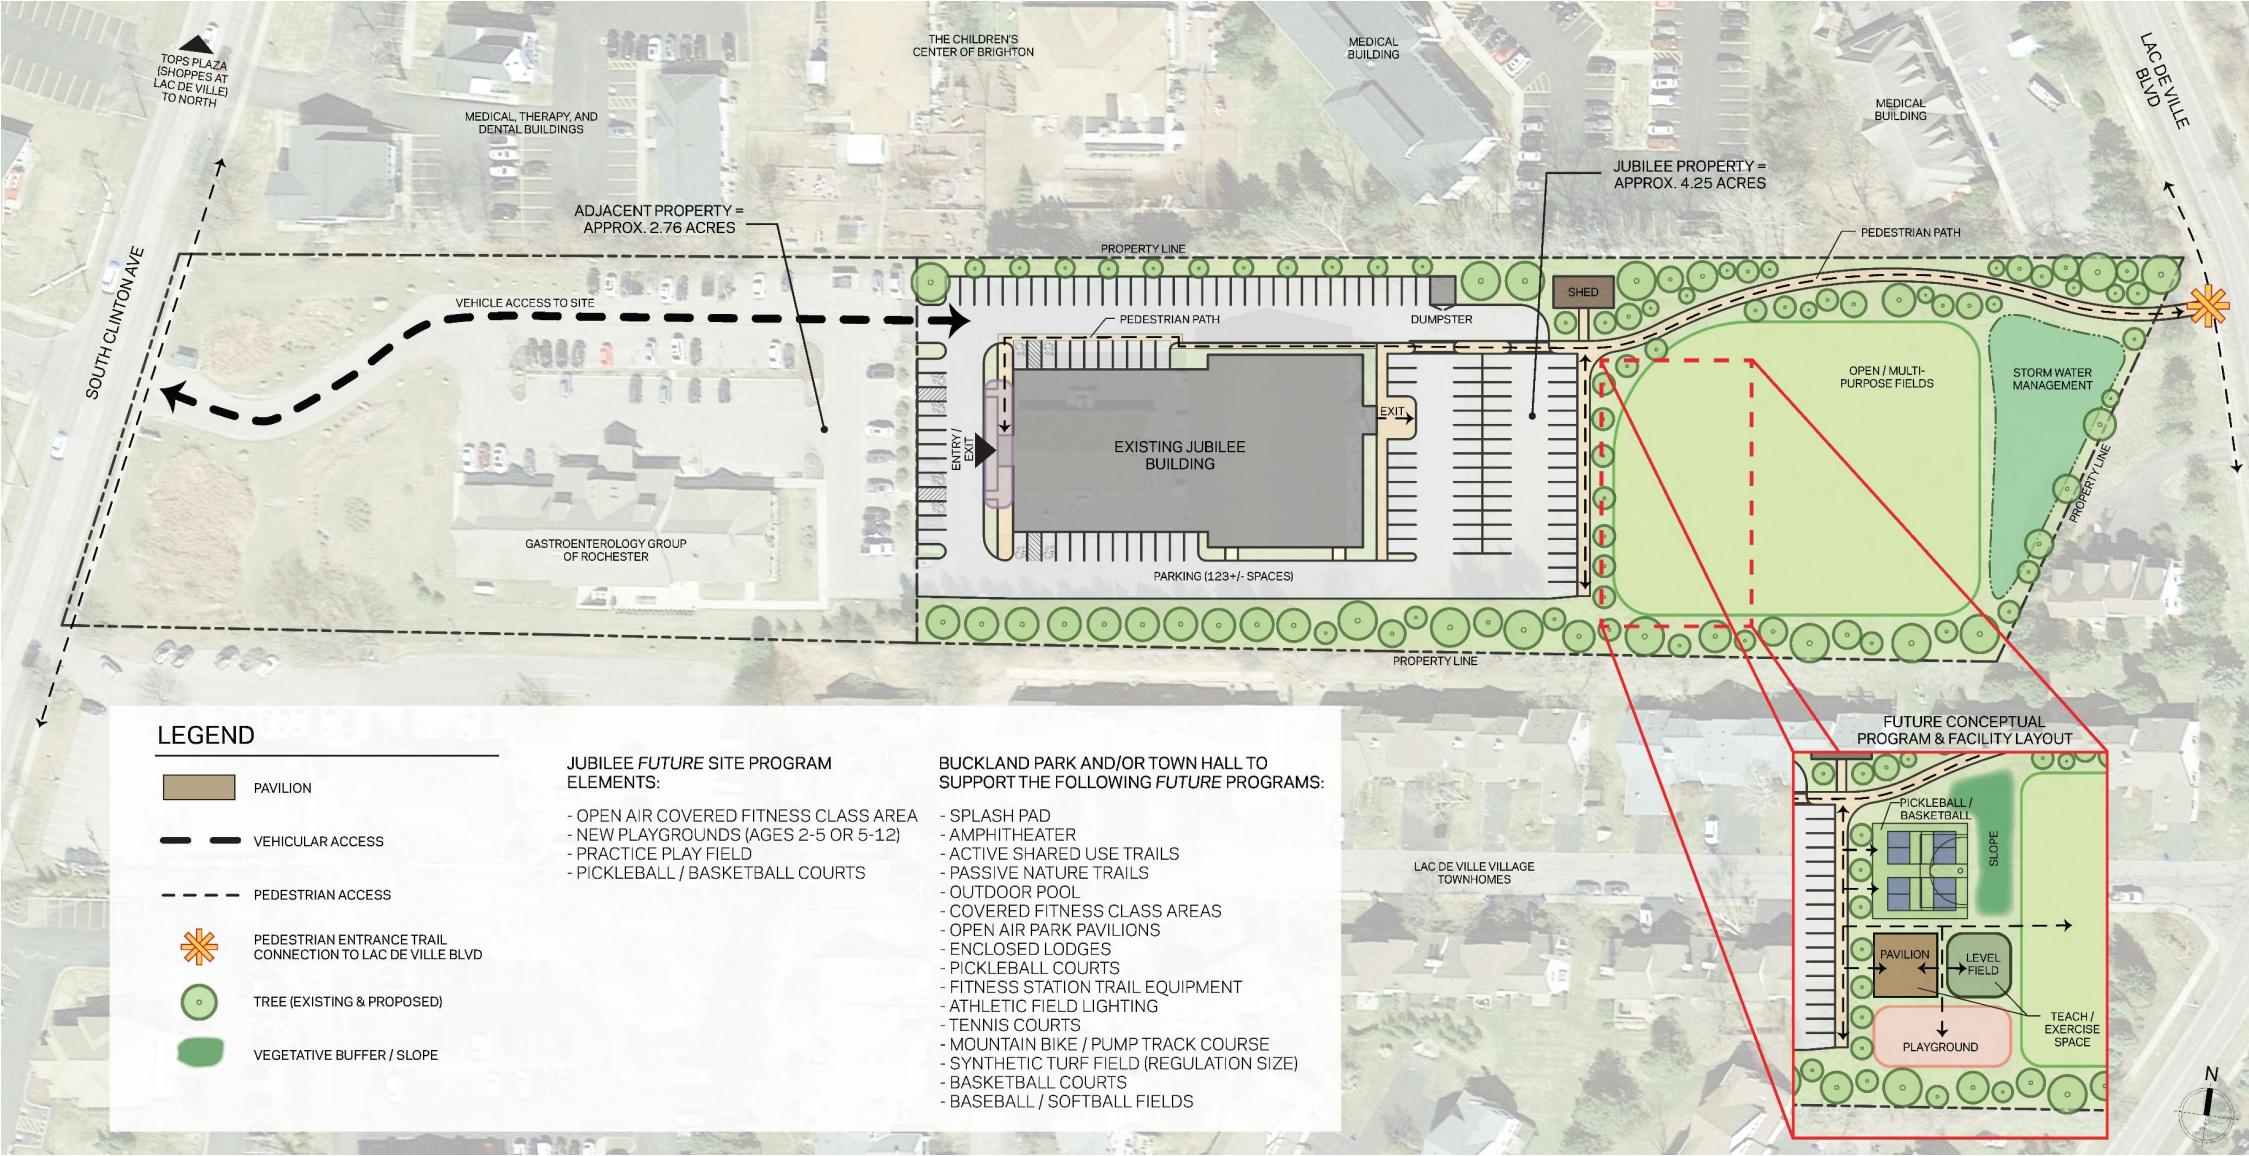 TOPS PLAZA
(SHOPPES AT
LAC DE VILLE)
TO NORTH
THE CHILDREN'S
CENTER OF BRIGHTON
MEDICAL
BUILDING
LAC DE VILLE
BLVD
MEDICAL, THERAPY, AND
DENTAL BUILDINGS
MEDICAL
BUILDING
JUBILEE PROPERTY =
APPROX. 4.25 ACRES
ADJACENT PROPERTY =
APPROX. 2.76 ACRES
PROPERTY LINE
PEDESTRIAN PATH
SOUTH CLINTON AVE
VEHICLE ACCESS TO SITE
PEDESTRIAN PATH
DUMPSTER
SHED
OPEN / MULTI-
PURPOSE FIELDS
STORM WATER
MANAGEMENT
EXIT
ENTRY /
EXIT
EXISTING JUBILEE
BUILDING
PROPERTY LINE
GASTROENTEROLOGY GROUP
OF ROCHESTER
PARKING (123+/- SPACES)
PROPERTY LINE
LEGEND
PAVILION
VEHICULAR ACCESS
PEDESTRIAN ACCESS
PEDESTRIAN ENTRANCE TRAIL
CONNECTION TO LAC DE VILLE BLVD
TREE (EXISTING & PROPOSED)
VEGETATIVE BUFFER / SLOPE
JUBILEE FUTURE SITE PROGRAM
ELEMENTS:
- OPEN AIR COVERED FITNESS CLASS AREA
- NEW PLAYGROUNDS (AGES 2-5 OR 5-12)
- PRACTICE PLAY FIELD
- PICKLEBALL / BASKETBALL COURTS
BUCKLAND PARK AND/OR TOWN HALL TO
SUPPORT THE FOLLOWING FUTURE PROGRAMS:
- SPLASH PAD
- AMPHITHEATER
- ACTIVE SHARED USE TRAILS
- PASSIVE NATURE TRAILS
- OUTDOOR POOL
- COVERED FITNESS CLASS AREAS
- OPEN AIR PARK PAVILIONS
- ENCLOSED LODGES
- PICKLEBALL COURTS
- FITNESS STATION TRAIL EQUIPMENT
- ATHLETIC FIELD LIGHTING
- TENNIS COURTS
- MOUNTAIN BIKE / PUMP TRACK COURSE
- SYNTHETIC TURF FIELD (REGULATION SIZE)
- BASKETBALL COURTS
- BASEBALL / SOFTBALL FIELDS
LAC DE VILLE VILLAGE
TOWNHOMES
FUTURE CONCEPTUAL
PROGRAM & FACILITY LAYOUT
PICKLEBALL /
BASKETBALL
SLOPE
PAVILION
LEVEL
FIELD
TEACH /
EXERCISE
SPACE
PLAYGROUND
N